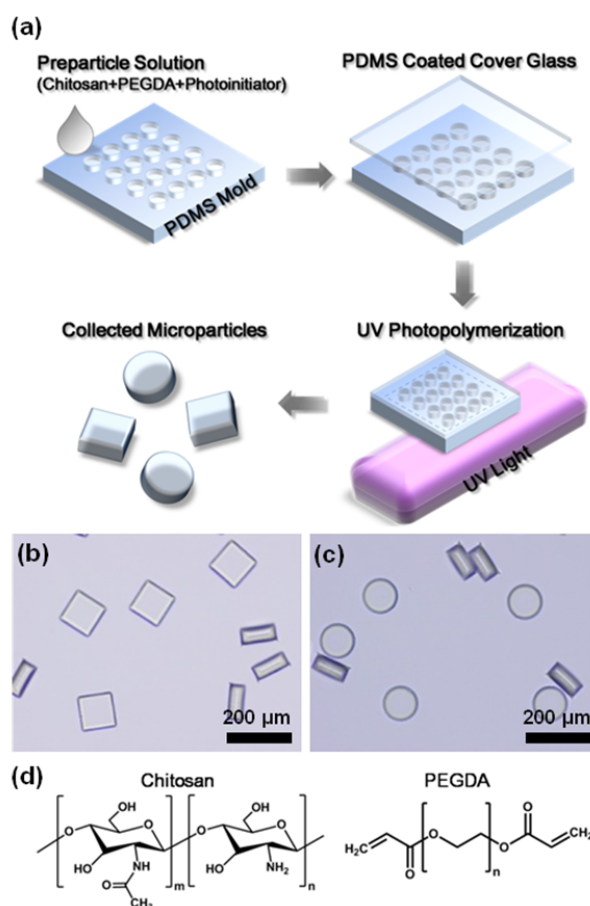 (a)
Preparticle Solution
(Chitosan+PEGDA+Photoinitiator)
PDMS Coated Cover Glass
PDMS Mold
Collected Microparticles
UV Photopolymerization
UV Light
(b)
200 µm
(c)
200 µm
(d)
Chitosan
PEGDA
OH
O
O
HO
NH
O
CH₃
m
OH
O
O
HO
NH₂
n
H₂C
O
O
n
O
O
CH₂